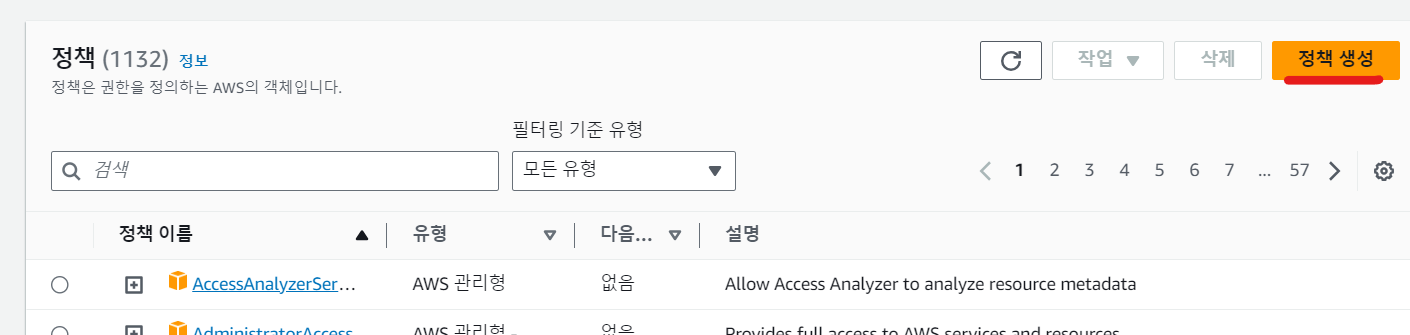 정책 (1132) 정보
작업 삭제 정책 생성
정책은 권한을 정의하는 AWS의 객체입니다.
필터링 기준 유형
검색 모든 유형 1 2 3 4 5 6 7 ... 57
정책 이름 유형 다음... 설명
AccessAnalyzerSer... AWS 관리형 없음 Allow Access Analyzer to analyze resource metadata
AdministratorAccess AWS 관리형 - 없음 Provides full access to AWS services and resources.